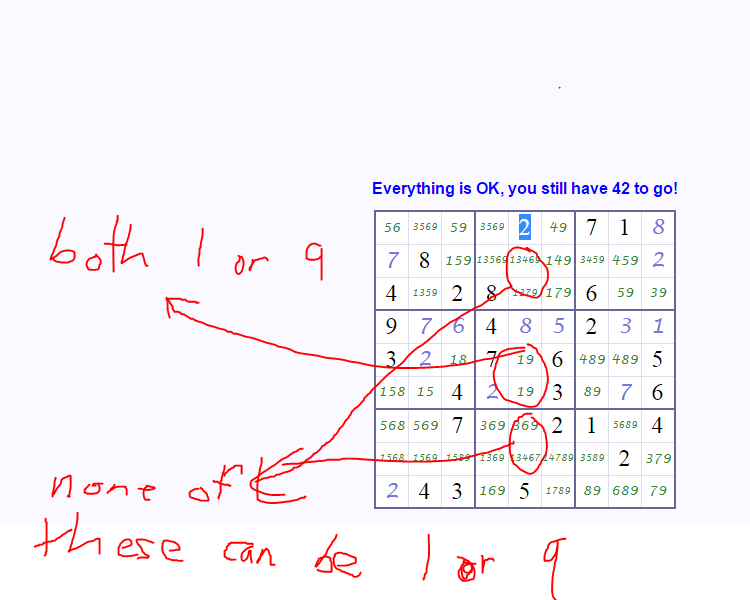 Everything is OK, you still have 42 to go!
56 3569 59 3569 2 49 7 1 8
both 1 or 9
7 8 159 13569 13469 149 3459 459 2
4 1359 2 8 1379 179 6 59 39
9 7 6 4 8 5 2 3 1
3 2 18 7 19 6 489 489 5
158 15 4 2 19 3 89 7 6
568 569 7 369 369 2 1 5689 4
1568 1569 1589 1369 13467 14789 3589 2 379
none of
2 4 3 169 5 1789 89 689 79
these can be 1 or 9